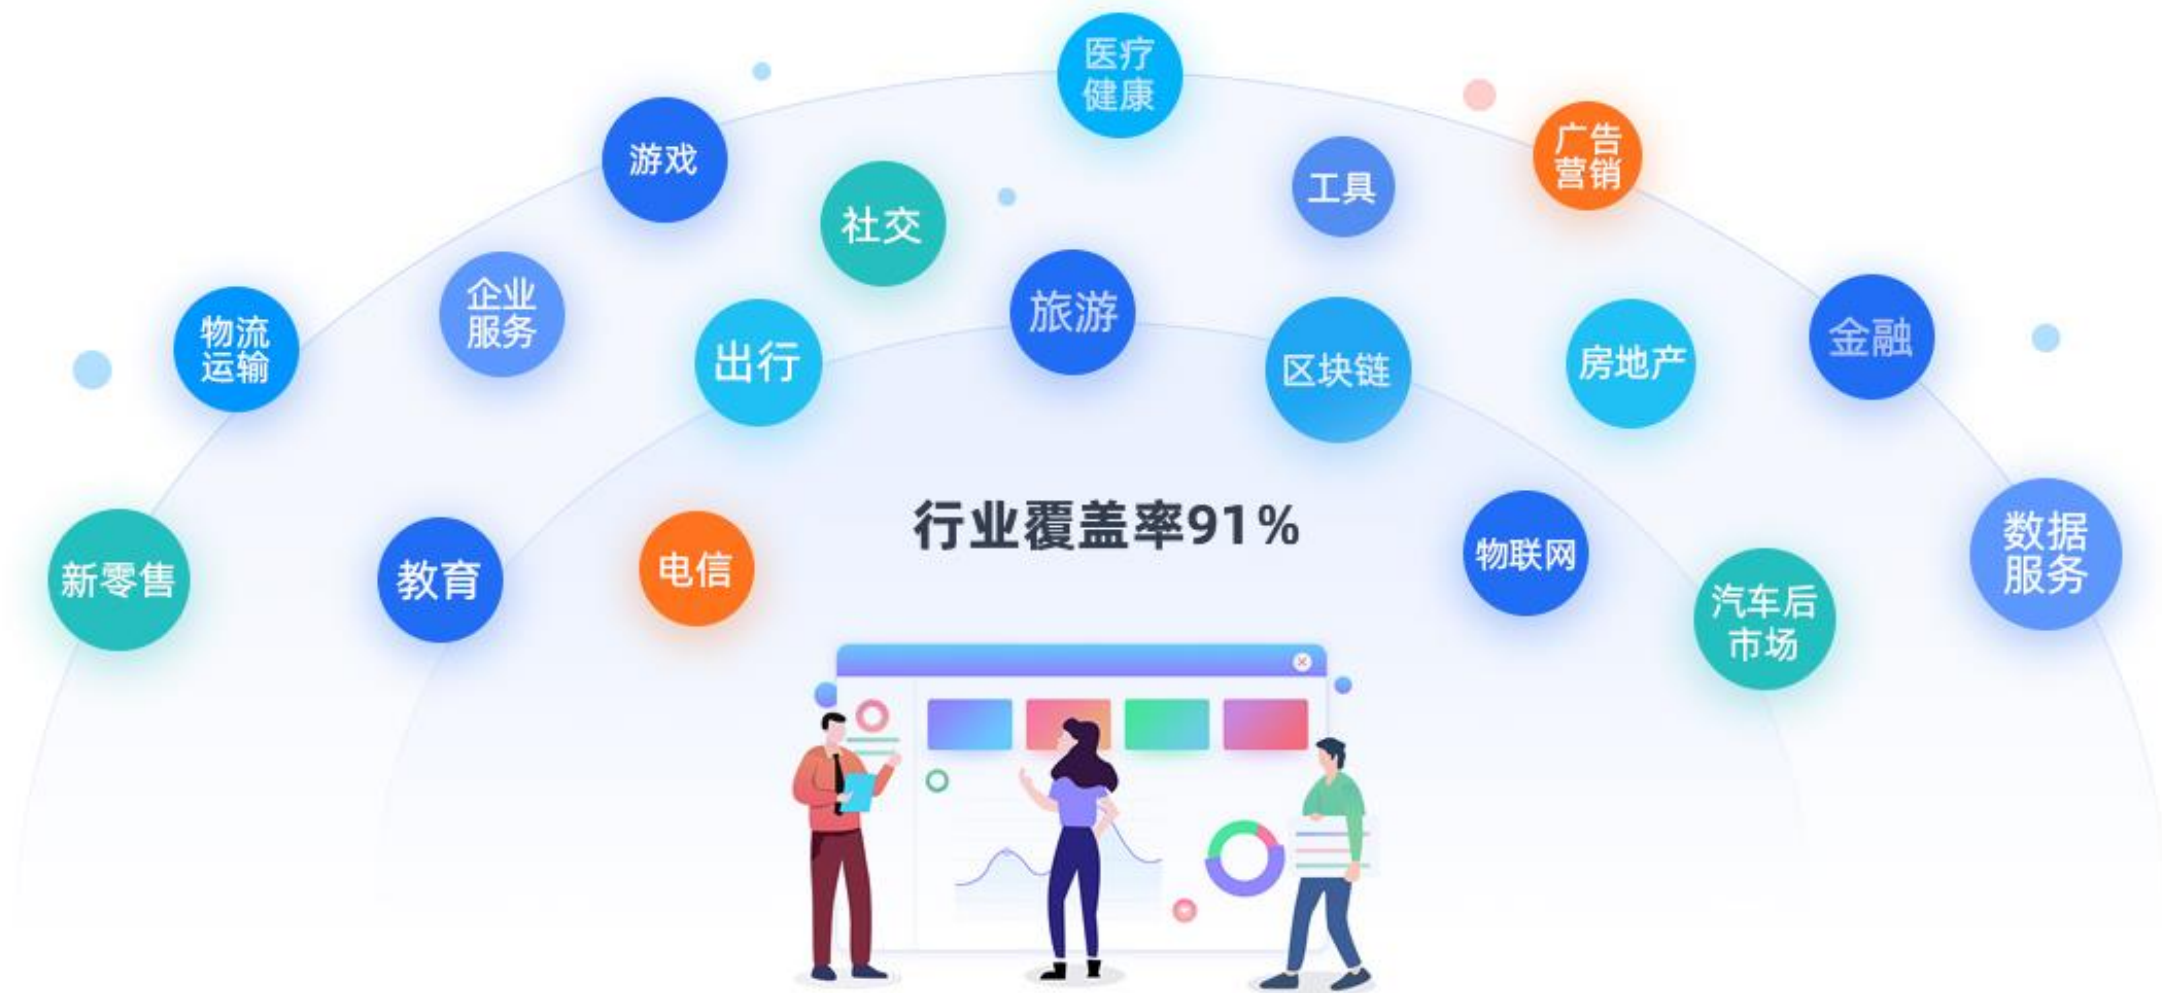 医疗
健康
游戏
广告
营销
工具
社交
旅游
企业
服务
物流
运输
出行
区块链
房地产
金融
行业覆盖率91%
新零售
教育
电信
物联网
数据
服务
汽车后
市场